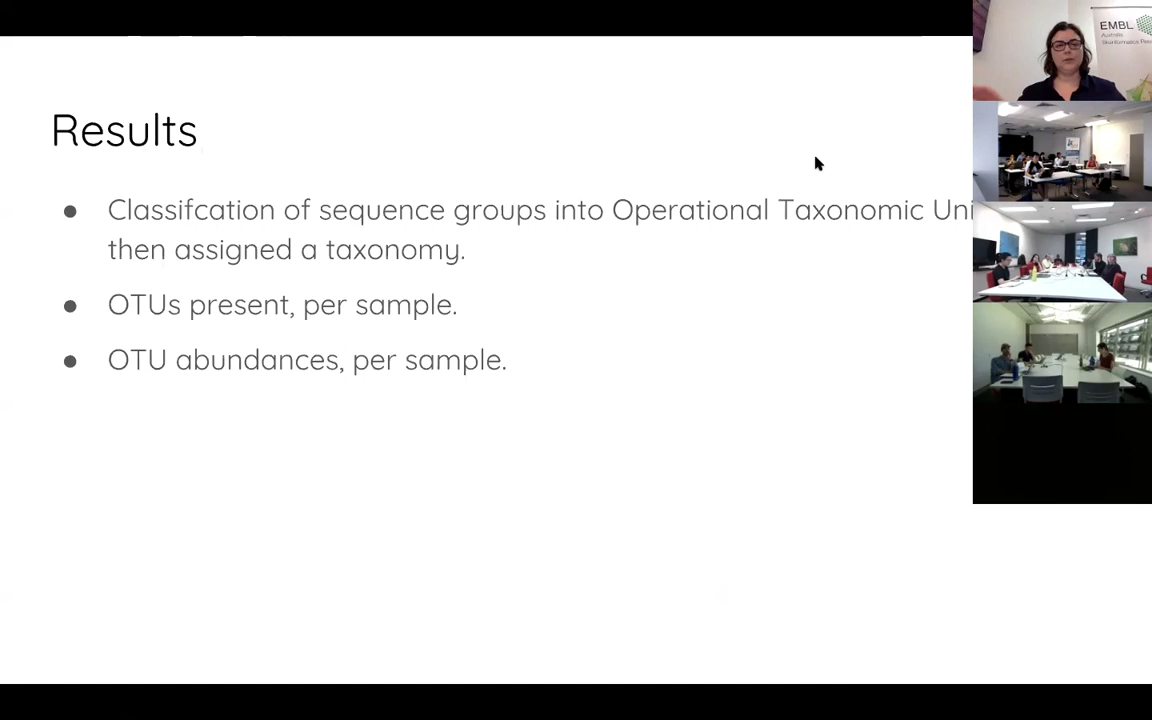 Results
Classifcation of sequence groups into Operational Taxonomic Uni
then assigned a taxonomy.
OTUs present, per sample.
OTU abundances, per sample.
EMBL
Australia